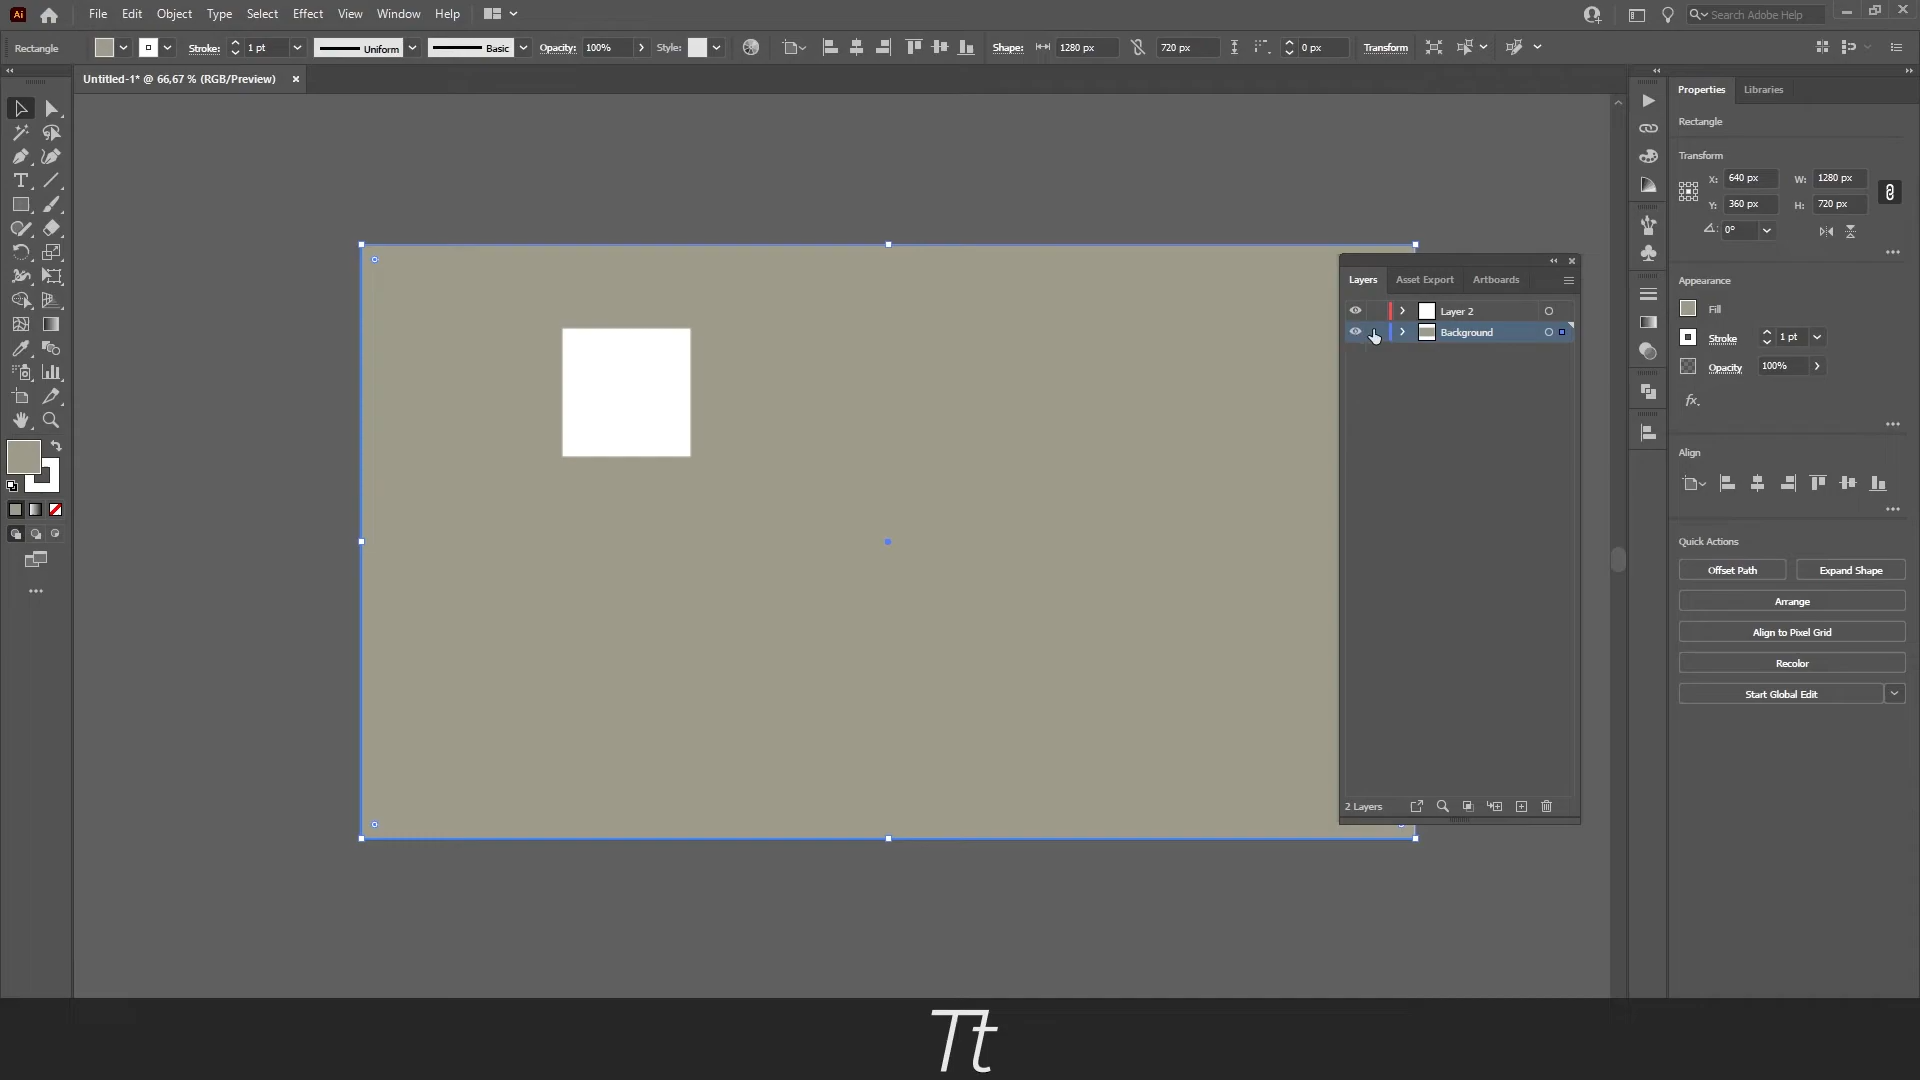 Ai File Edit Object Type Select Effect View Window Help Search Adobe Help
Rectangle Stroke: 1 pt Uniform Basic Opacity: 100% Style: Shape: 1280 px 720 px 0 px Transform
Untitled-1* @ 66,67 % (RGB/Preview)
Layers Asset Export Artboards
Layer 2
Background
2 Layers
Properties Libraries
Rectangle
Transform
X: 640 px W: 1280 px
Y: 360 px H: 720 px
0°
Appearance
Fill
Stroke 1 pt
Opacity 100%
fx.
Align
Quick Actions
Offset Path Expand Shape
Arrange
Align to Pixel Grid
Recolor
Start Global Edit
Tt